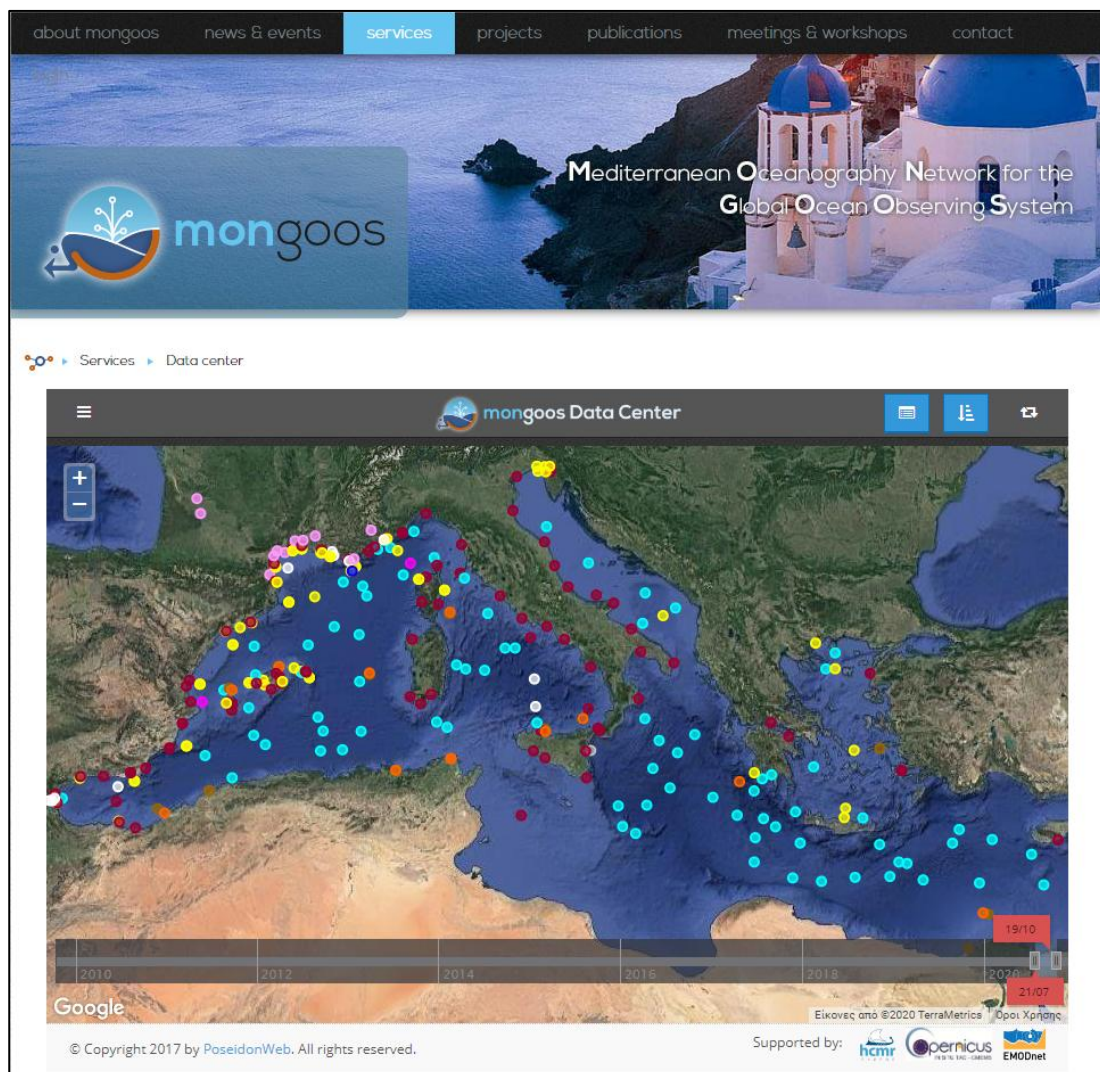 about mongoos news & events services projects publications meetings & workshops contact
login
Mediterranean Oceanography Network for the
Global Ocean Observing System
mongoos
Services Data center
mongoos Data Center
+
−
19/10
2010 2012 2014 2016 2018 2020
21/07
Google
Εικονες από ©2020 TerraMetrics Όροι Χρήσης
© Copyright 2017 by PoseidonWeb. All rights reserved.
Supported by: hcmr Copernicus EMODnet